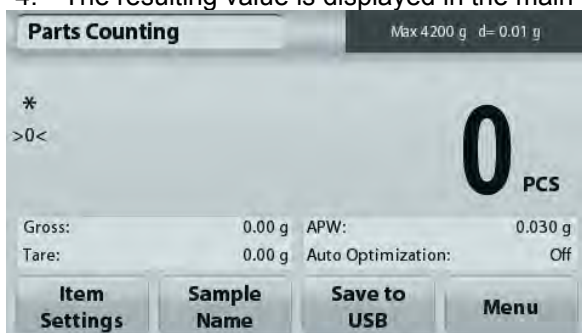 4. The resulting value is displayed in the main
Parts Counting
Max 4200 g d= 0.01 g
*
>0<
0 PCS
Gross: 0.00 g APW: 0.030 g
Tare: 0.00 g Auto Optimization: Off
Item Settings
Sample Name
Save to USB
Menu